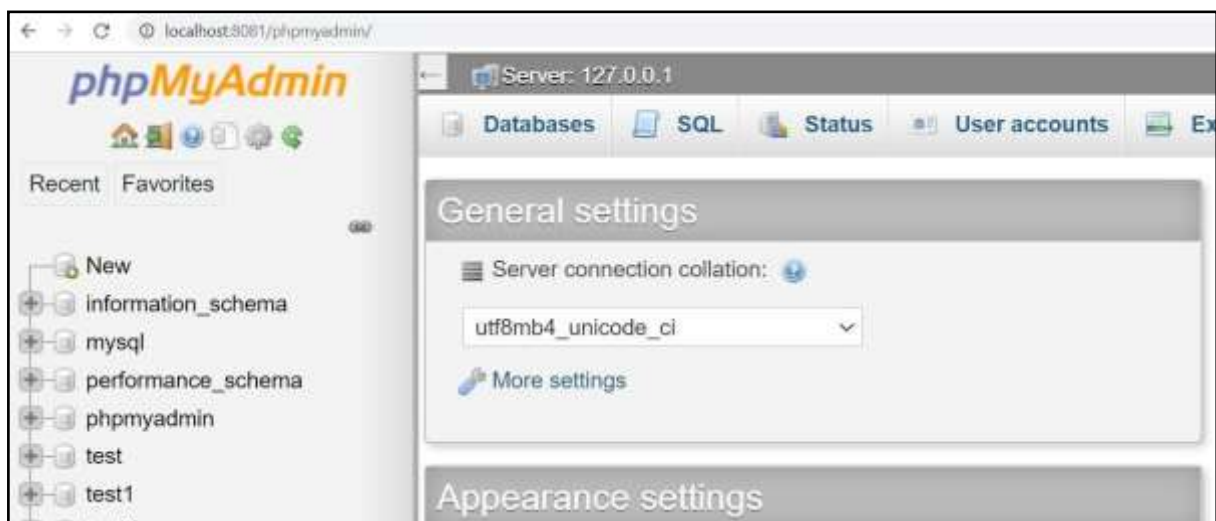 localhost:8081/phpmyadmin/
phpMyAdmin
Recent Favorites
New
information_schema
mysql
performance_schema
phpmyadmin
test
test1
Server: 127.0.0.1
Databases SQL Status User accounts Ex
General settings
Server connection collation:
utf8mb4_unicode_ci
More settings
Appearance settings